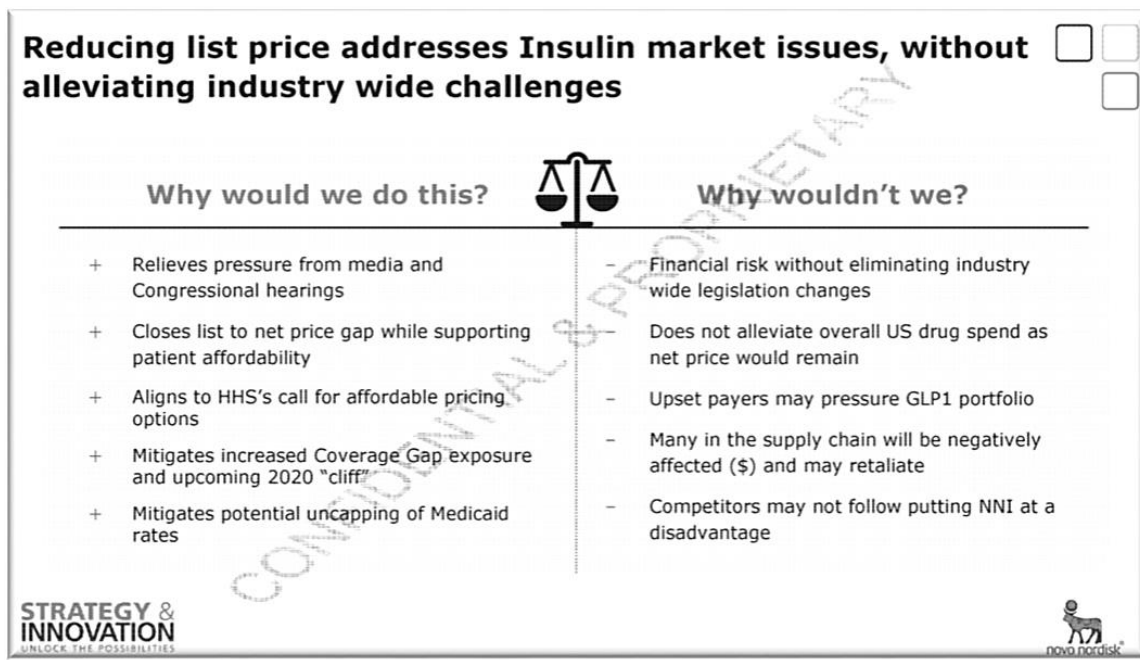 Reducing list price addresses Insulin market issues, without
alleviating industry wide challenges
Why would we do this?
+ Relieves pressure from media and
Congressional hearings
+ Closes list to net price gap while supporting
patient affordability
+ Aligns to HHS's call for affordable pricing
options
+ Mitigates increased Coverage Gap exposure
and upcoming 2020 “cliff”
+ Mitigates potential uncapping of Medicaid
rates
Why wouldn't we?
– Financial risk without eliminating industry
wide legislation changes
– Does not alleviate overall US drug spend as
net price would remain
– Upset payers may pressure GLP1 portfolio
– Many in the supply chain will be negatively
affected ($) and may retaliate
– Competitors may not follow putting NNI at a
disadvantage
CONFIDENTIAL & PROPRIETARY
STRATEGY &
INNOVATION
UNLOCK THE POSSIBILITIES
novo nordisk®